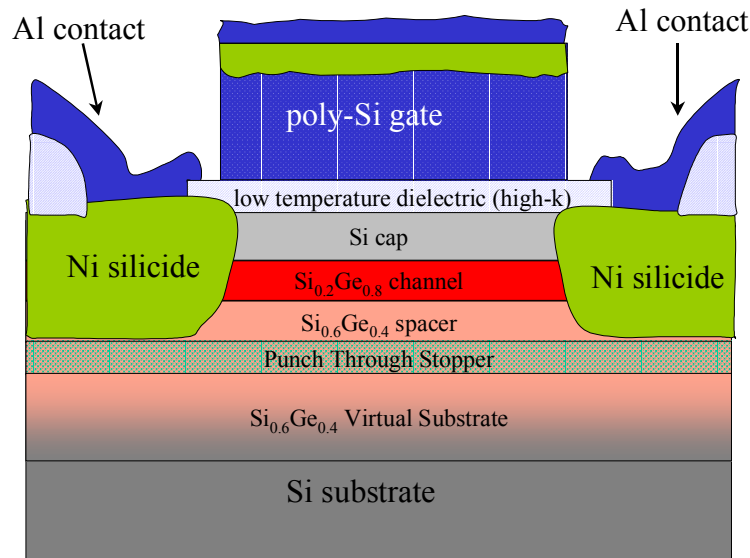 Al contact
Al contact
poly-Si gate
low temperature dielectric (high-k)
Si cap
Ni silicide
Ni silicide
Si₀.₂Ge₀.₈ channel
Si₀.₆Ge₀.₄ spacer
Punch Through Stopper
Si₀.₆Ge₀.₄ Virtual Substrate
Si substrate